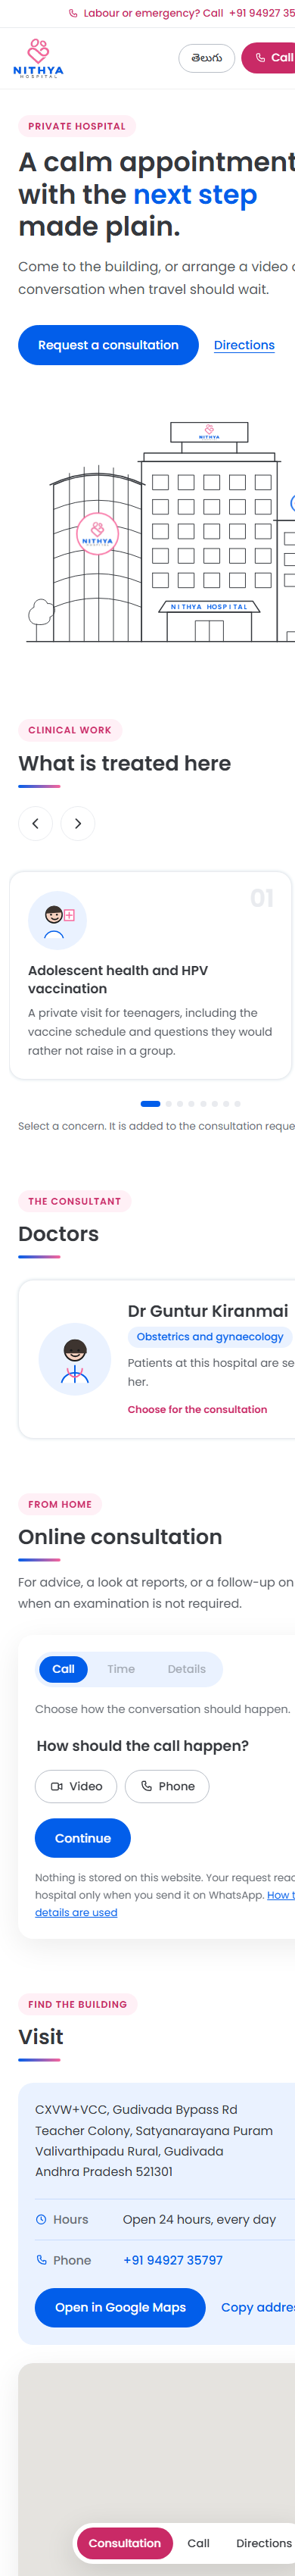 Labour or emergency? Call +91 94927 35
NITHYA
HOSPITAL
తెలుగు
Call
PRIVATE HOSPITAL
A calm appointment
with the next step
made plain.
Come to the building, or arrange a video
conversation when travel should wait.
Request a consultation
Directions
NITHYA
NITHYA
HOSPITAL
NITHYA HOSPITAL
CLINICAL WORK
What is treated here
01
Adolescent health and HPV
vaccination
A private visit for teenagers, including the
vaccine schedule and questions they would
rather not raise in a group.
Select a concern. It is added to the consultation reque
THE CONSULTANT
Doctors
Dr Guntur Kiranmai
Obstetrics and gynaecology
Patients at this hospital are se
her.
Choose for the consultation
FROM HOME
Online consultation
For advice, a look at reports, or a follow-up on
when an examination is not required.
Call
Time
Details
Choose how the conversation should happen.
How should the call happen?
Video
Phone
Continue
Nothing is stored on this website. Your request reac
hospital only when you send it on WhatsApp. How t
details are used
FIND THE BUILDING
Visit
CXVW+VCC, Gudivada Bypass Rd
Teacher Colony, Satyanarayana Puram
Valivarthipadu Rural, Gudivada
Andhra Pradesh 521301
Hours Open 24 hours, every day
Phone +91 94927 35797
Open in Google Maps
Copy addres
Consultation
Call
Directions